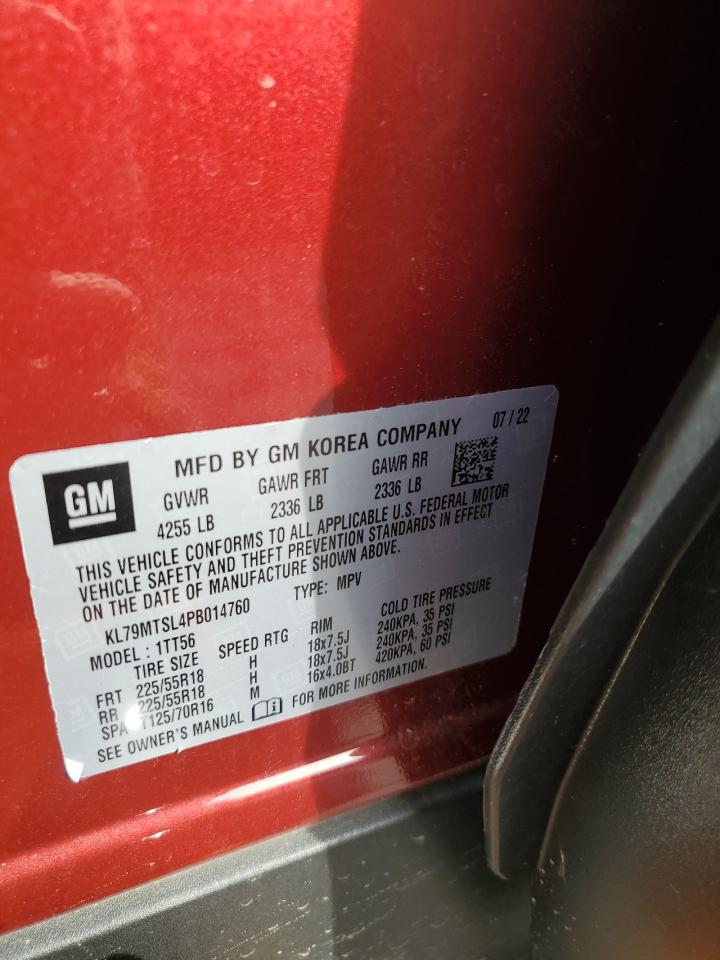 MFD BY GM KOREA COMPANY 07 / 22
GM
GVWR GAWR FRT GAWR RR
4255 LB 2336 LB 2336 LB
THIS VEHICLE CONFORMS TO ALL APPLICABLE U.S. FEDERAL MOTOR
VEHICLE SAFETY AND THEFT PREVENTION STANDARDS IN EFFECT
ON THE DATE OF MANUFACTURE SHOWN ABOVE.
KL79MTSL4PB014760 TYPE: MPV
MODEL : 1TT56
TIRE SIZE SPEED RTG RIM COLD TIRE PRESSURE
FRT 225/55R18 H 18x7.5J 240KPA, 35 PSI
RR 225/55R18 H 18x7.5J 240KPA, 35 PSI
SPA T125/70R16 M 16x4.0BT 420KPA, 60 PSI
SEE OWNER'S MANUAL FOR MORE INFORMATION.